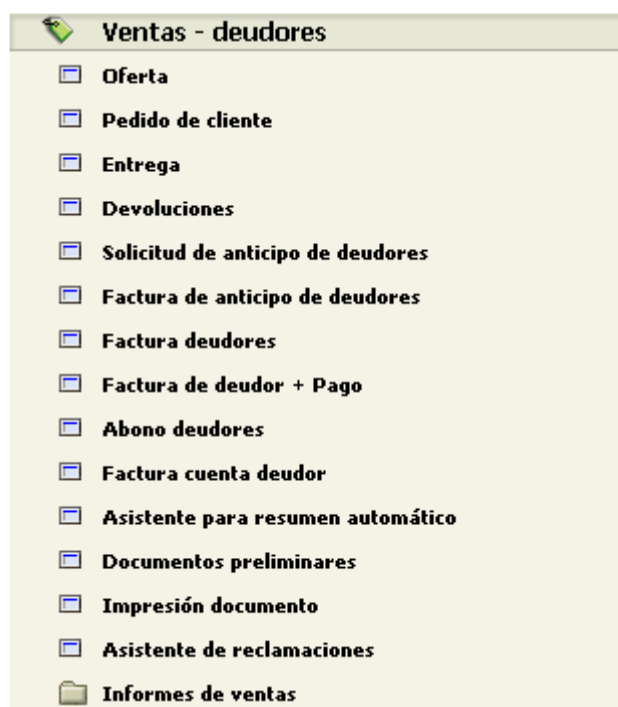 Ventas - deudores
Oferta
Pedido de cliente
Entrega
Devoluciones
Solicitud de anticipo de deudores
Factura de anticipo de deudores
Factura deudores
Factura de deudor + Pago
Abono deudores
Factura cuenta deudor
Asistente para resumen automático
Documentos preliminares
Impresión documento
Asistente de reclamaciones
Informes de ventas